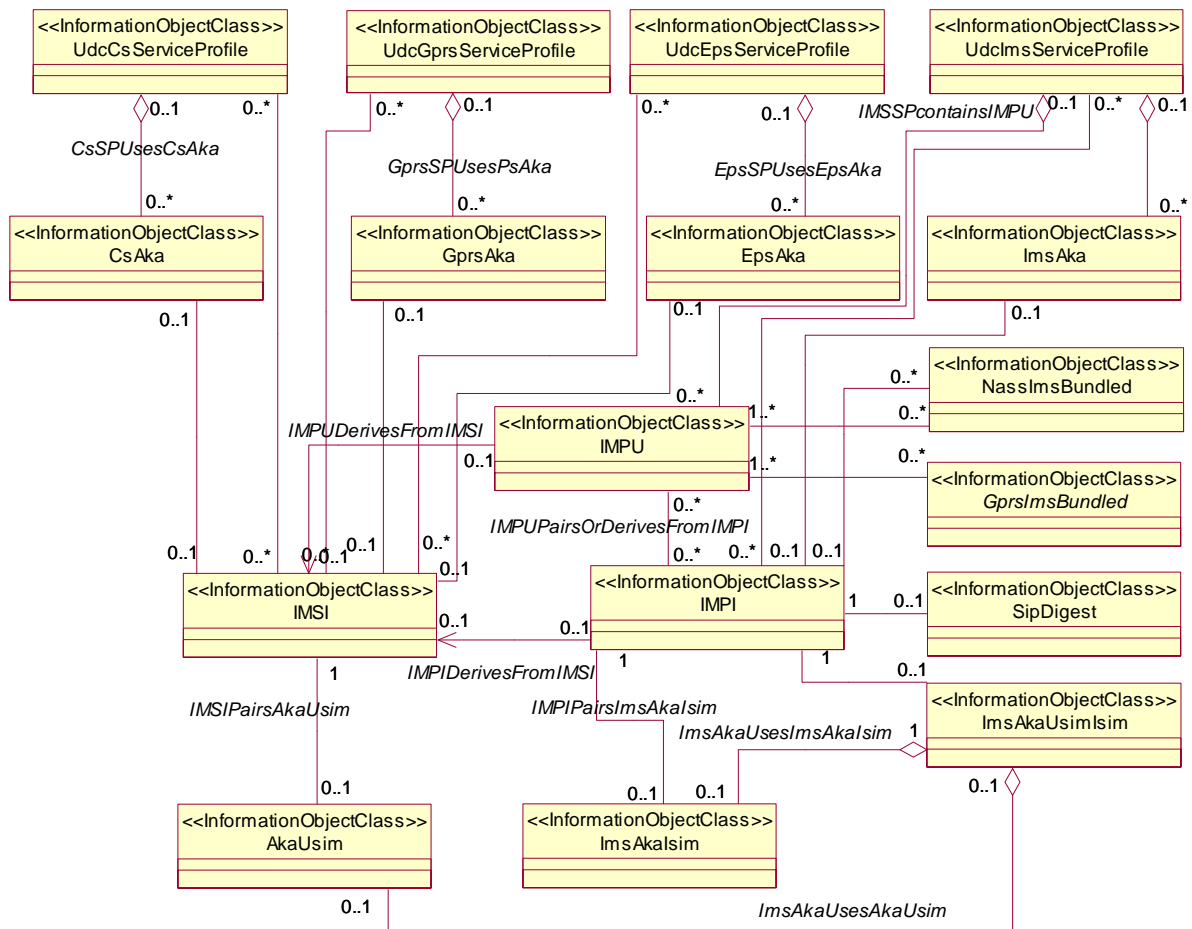 <<InformationObjectClass>>
UdcCsServiceProfile
<<InformationObjectClass>>
UdcGprsServiceProfile
<<InformationObjectClass>>
UdcEpsServiceProfile
<<InformationObjectClass>>
UdcImsServiceProfile
0..1
0..*
0..*
0..1
0..*
0..1
IMSSPcontainsIMPU
0..1
0..*
0..1
CsSPUsesCsAka
GprsSPUsesPsAka
EpsSPUsesEpsAka
0..*
0..*
0..*
0..*
<<InformationObjectClass>>
CsAka
<<InformationObjectClass>>
GprsAka
<<InformationObjectClass>>
EpsAka
<<InformationObjectClass>>
ImsAka
0..1
0..1
0..1
0..1
<<InformationObjectClass>>
NassImsBundled
0..*
0..*
0..*
1..*
<<InformationObjectClass>>
IMPU
IMPUDerivesFromIMSI
0..1
1..*
0..*
<<InformationObjectClass>>
GprsImsBundled
0..*
IMPUPairsOrDerivesFromIMPI
0..1
0..*
0..*
0..1
0..1
0..*
0..1
0..*
0..*
0..1
0..1
<<InformationObjectClass>>
IMSI
<<InformationObjectClass>>
IMPI
<<InformationObjectClass>>
SipDigest
1
0..1
0..1
0..1
IMPIDerivesFromIMSI
1
1
1
0..1
IMSIPairsAkaUsim
IMPIPairsImsAkaIsim
<<InformationObjectClass>>
ImsAkaUsimIsim
ImsAkaUsesImsAkaIsim
1
0..1
0..1
0..1
0..1
<<InformationObjectClass>>
AkaUsim
<<InformationObjectClass>>
ImsAkaIsim
0..1
ImsAkaUsesAkaUsim